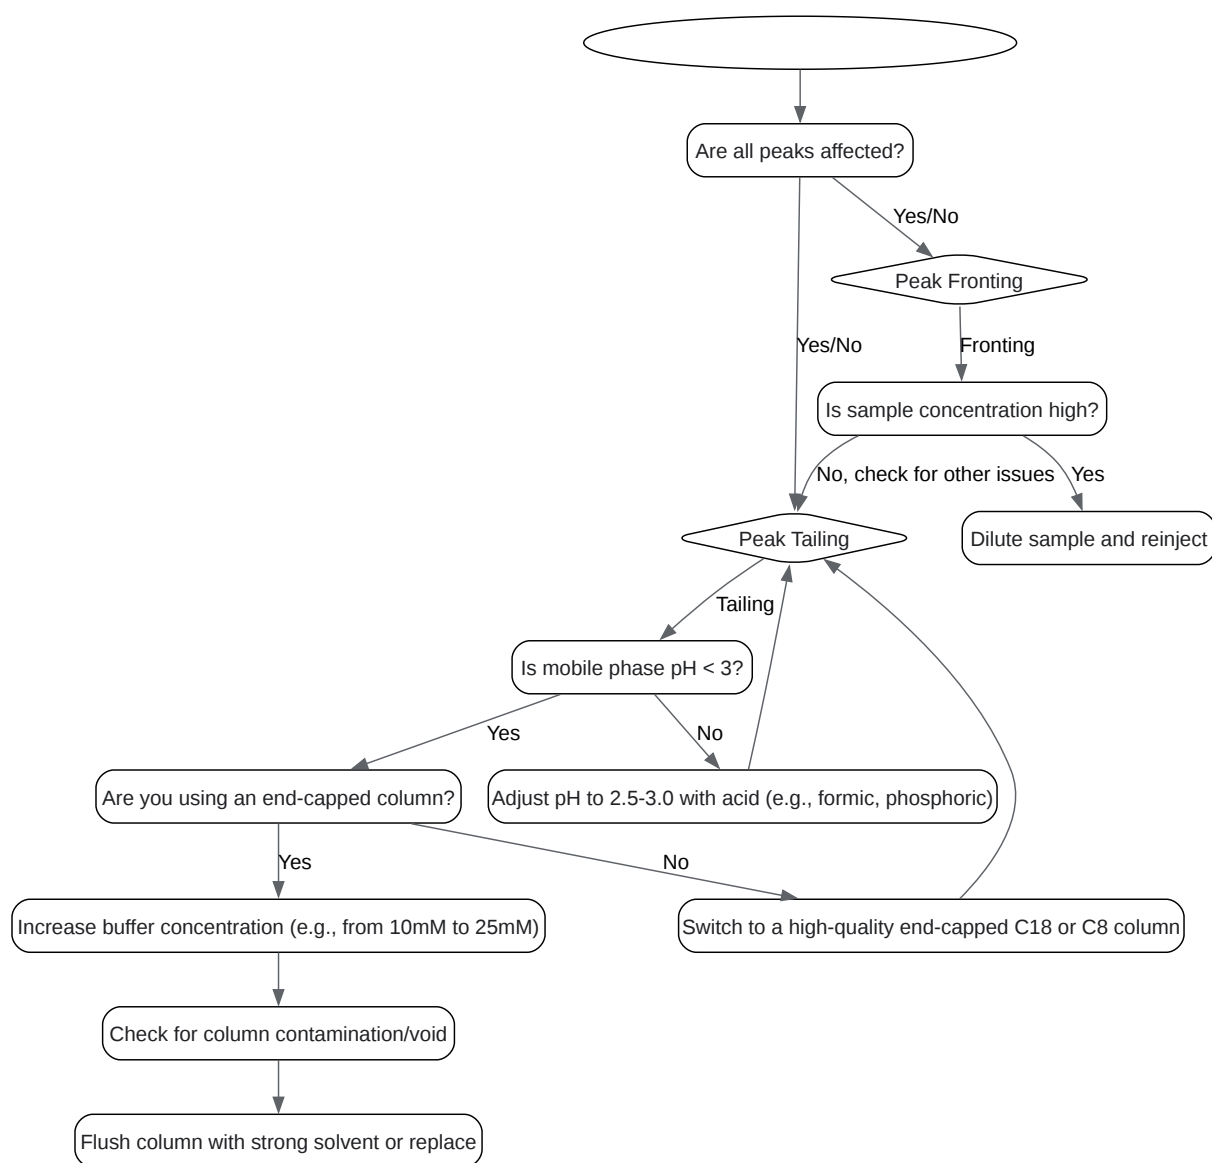 Are all peaks affected?
Yes/No
Peak Fronting
Yes/No
Fronting
Is sample concentration high?
No, check for other issues
Yes
Peak Tailing
Dilute sample and reinject
Tailing
Is mobile phase pH < 3?
Yes
No
Are you using an end-capped column?
Adjust pH to 2.5-3.0 with acid (e.g., formic, phosphoric)
Yes
No
Increase buffer concentration (e.g., from 10mM to 25mM)
Switch to a high-quality end-capped C18 or C8 column
Check for column contamination/void
Flush column with strong solvent or replace